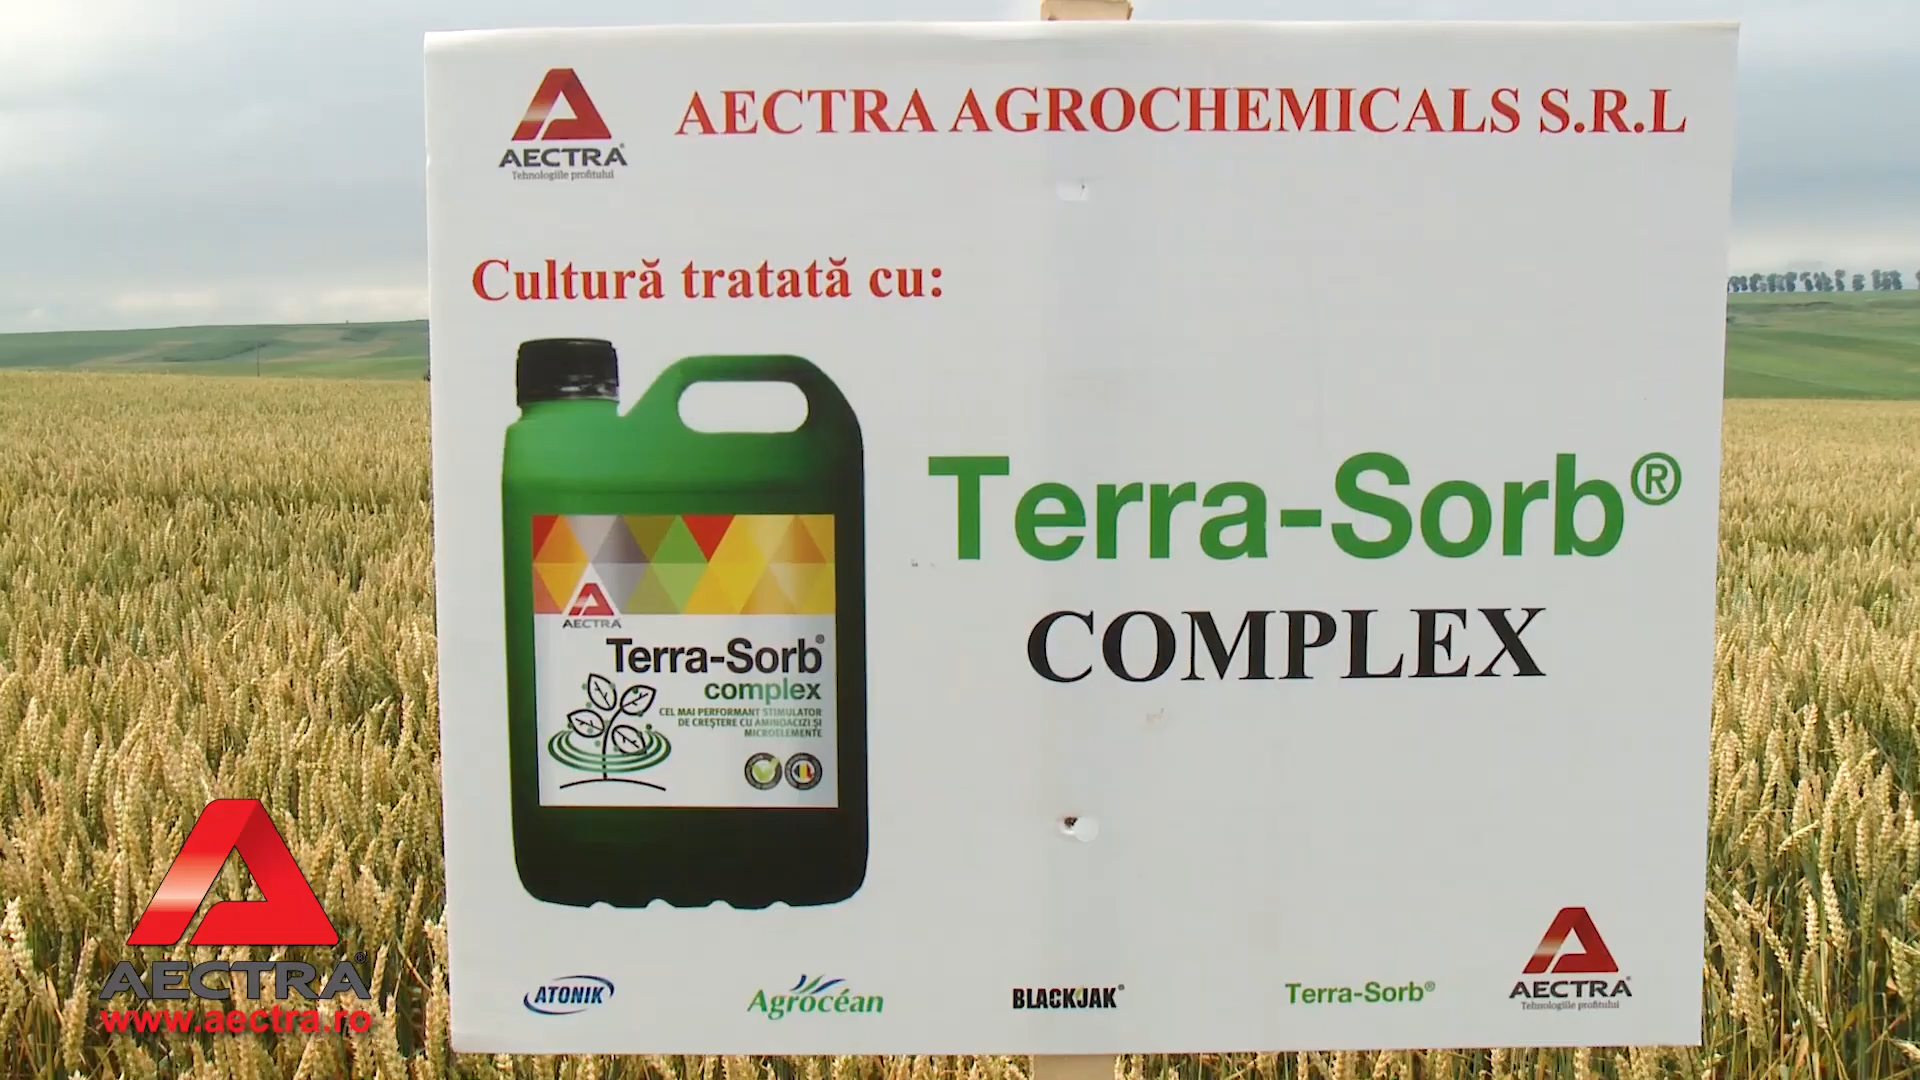 AECTRA
Tehnologiile profitului
AECTRA AGROCHEMICALS S.R.L
Cultură tratată cu:
AECTRA
Terra-Sorb®
complex
CEL MAI PERFORMANT STIMULATOR
DE CREȘTERE CU AMINOACIZI ȘI
MICROELEMENTE
Terra-Sorb®
COMPLEX
ATONIK
Agrocéan
BLACKJAK®
Terra-Sorb®
AECTRA®
Tehnologiile profitului
AECTRA®
www.aectra.ro